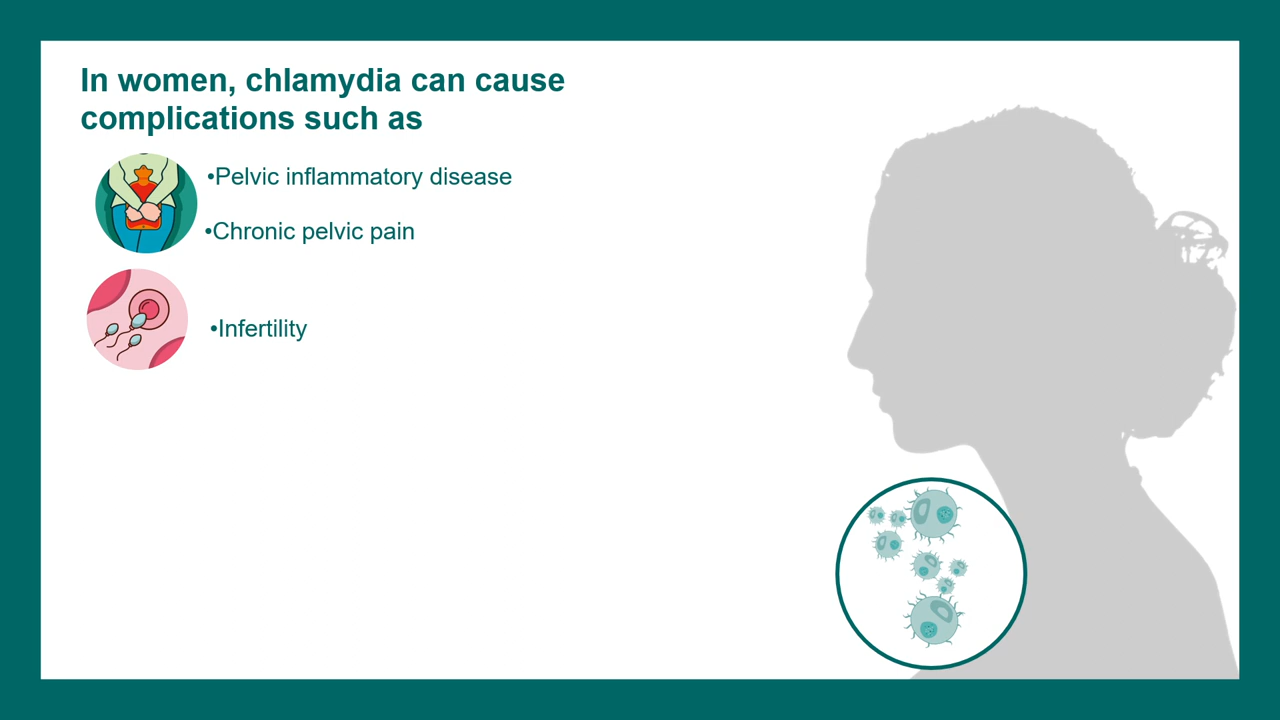 In women, chlamydia can cause
complications such as
•Pelvic inflammatory disease
•Chronic pelvic pain
•Infertility